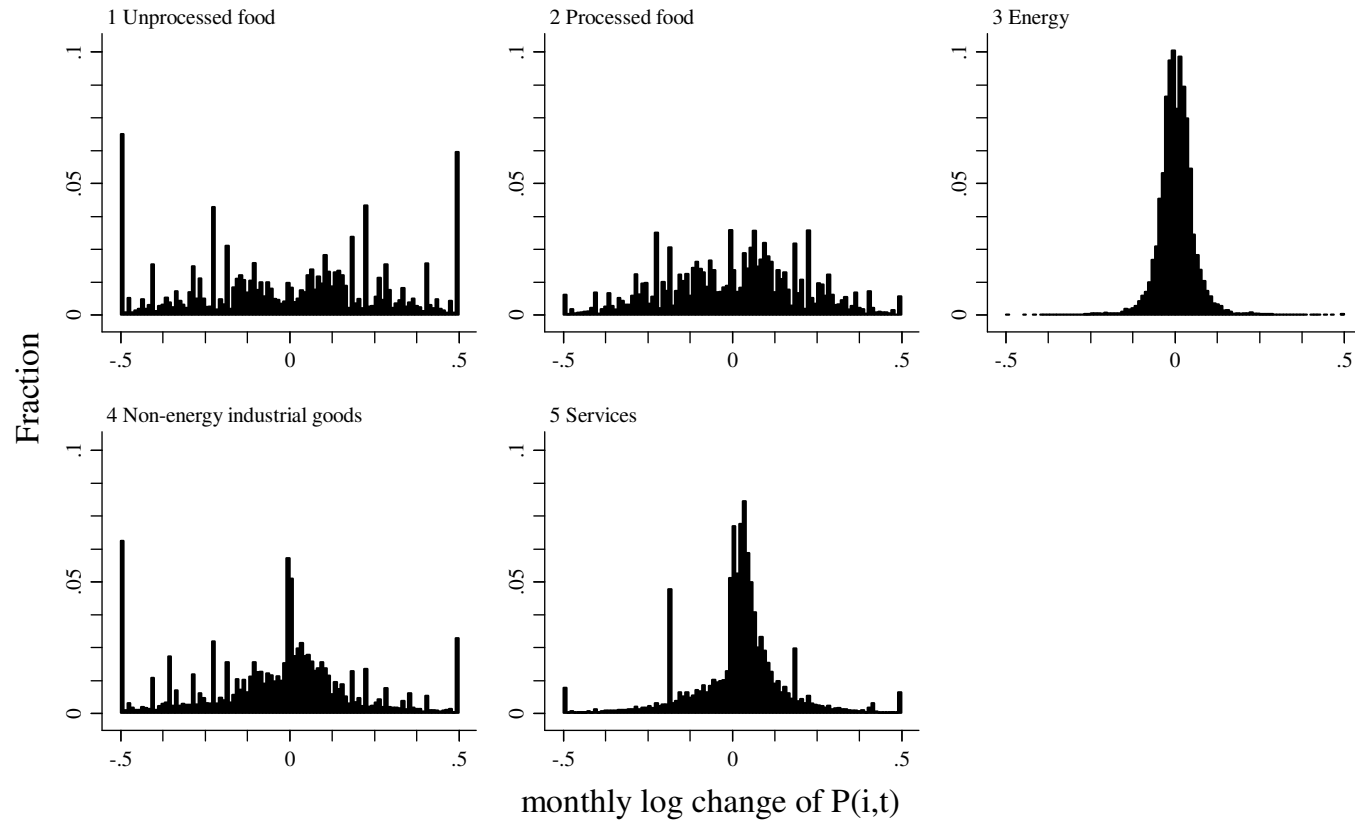 1 Unprocessed food
2 Processed food
3 Energy
.1
.05
0
-.5 0 .5
.1
.05
0
-.5 0 .5
.1
.05
0
-.5 0 .5
Fraction
4 Non-energy industrial goods
5 Services
.1
.05
0
-.5 0 .5
.1
.05
0
-.5 0 .5
monthly log change of P(i,t)